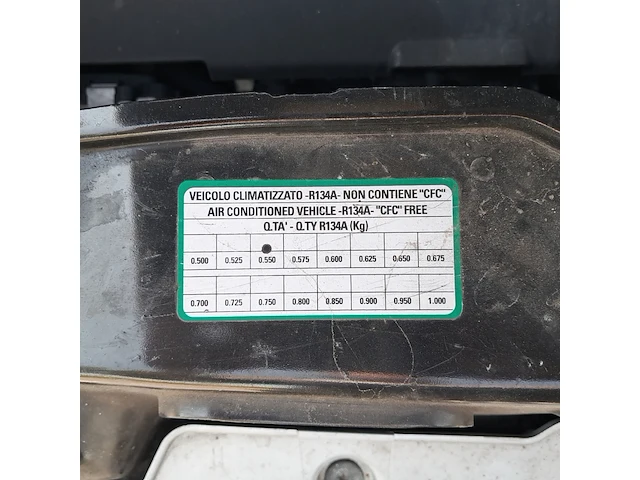 VEICOLO CLIMATIZZATO -R134A- NON CONTIENE "CFC"
AIR CONDITIONED VEHICLE -R134A- "CFC" FREE
Q.TA' - Q.TY R134A (Kg)
0.500 0.525 0.550 0.575 0.600 0.625 0.650 0.675
0.700 0.725 0.750 0.800 0.850 0.900 0.950 1.000